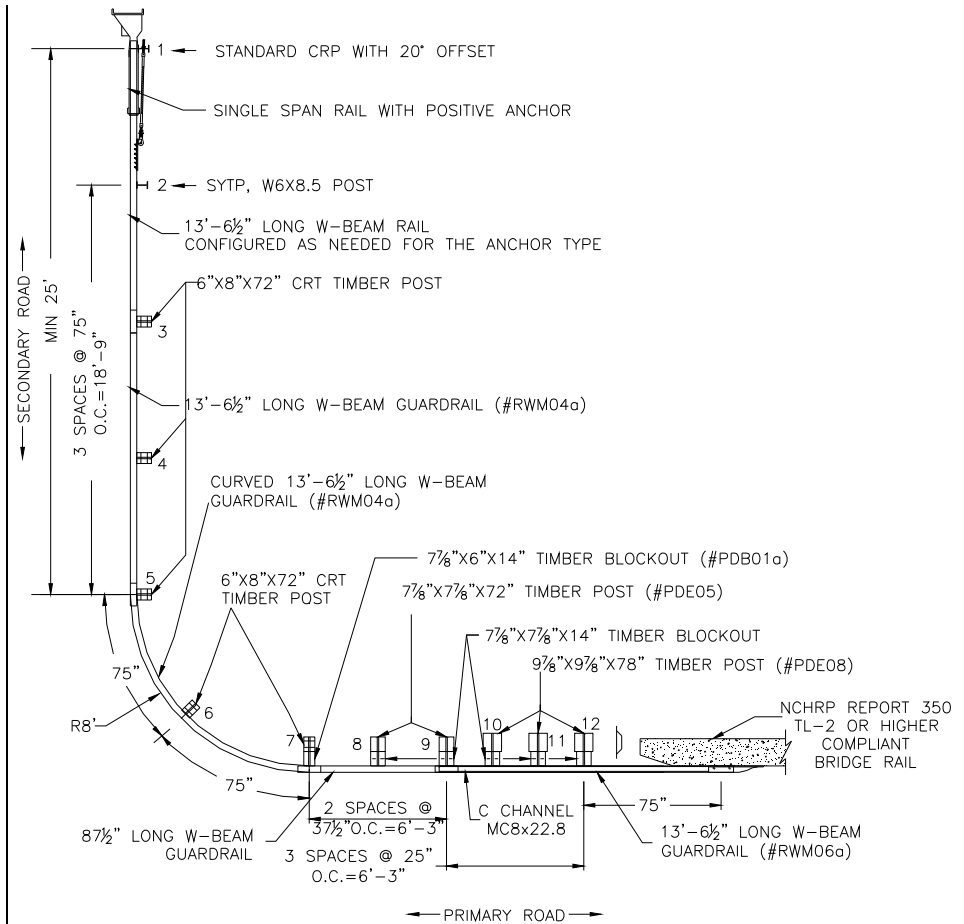 1
STANDARD CRP WITH 20° OFFSET
SINGLE SPAN RAIL WITH POSITIVE ANCHOR
2
SYTP, W6X8.5 POST
13'-6½" LONG W-BEAM RAIL
CONFIGURED AS NEEDED FOR THE ANCHOR TYPE
6"X8"X72" CRT TIMBER POST
3
SECONDARY ROAD
MIN 25'
3 SPACES @ 75"
O.C.=18'-9"
13'-6½" LONG W-BEAM GUARDRAIL (#RWM04a)
4
CURVED 13'-6½" LONG W-BEAM
GUARDRAIL (#RWM04a)
5
6"X8"X72" CRT
TIMBER POST
7⅞"X6"X14" TIMBER BLOCKOUT (#PDB01a)
7⅞"X7⅞"X72" TIMBER POST (#PDE05)
7⅞"X7⅞"X14" TIMBER BLOCKOUT
9⅞"X9⅞"X78" TIMBER POST (#PDE08)
75"
R8'
6
7
8
9
10
11
12
NCHRP REPORT 350
TL-2 OR HIGHER
COMPLIANT
BRIDGE RAIL
75"
2 SPACES @
37½"O.C.=6'-3"
C CHANNEL
MC8x22.8
75"
87½" LONG W-BEAM
GUARDRAIL
3 SPACES @ 25"
O.C.=6'-3"
13'-6½" LONG W-BEAM
GUARDRAIL (#RWM06a)
PRIMARY ROAD